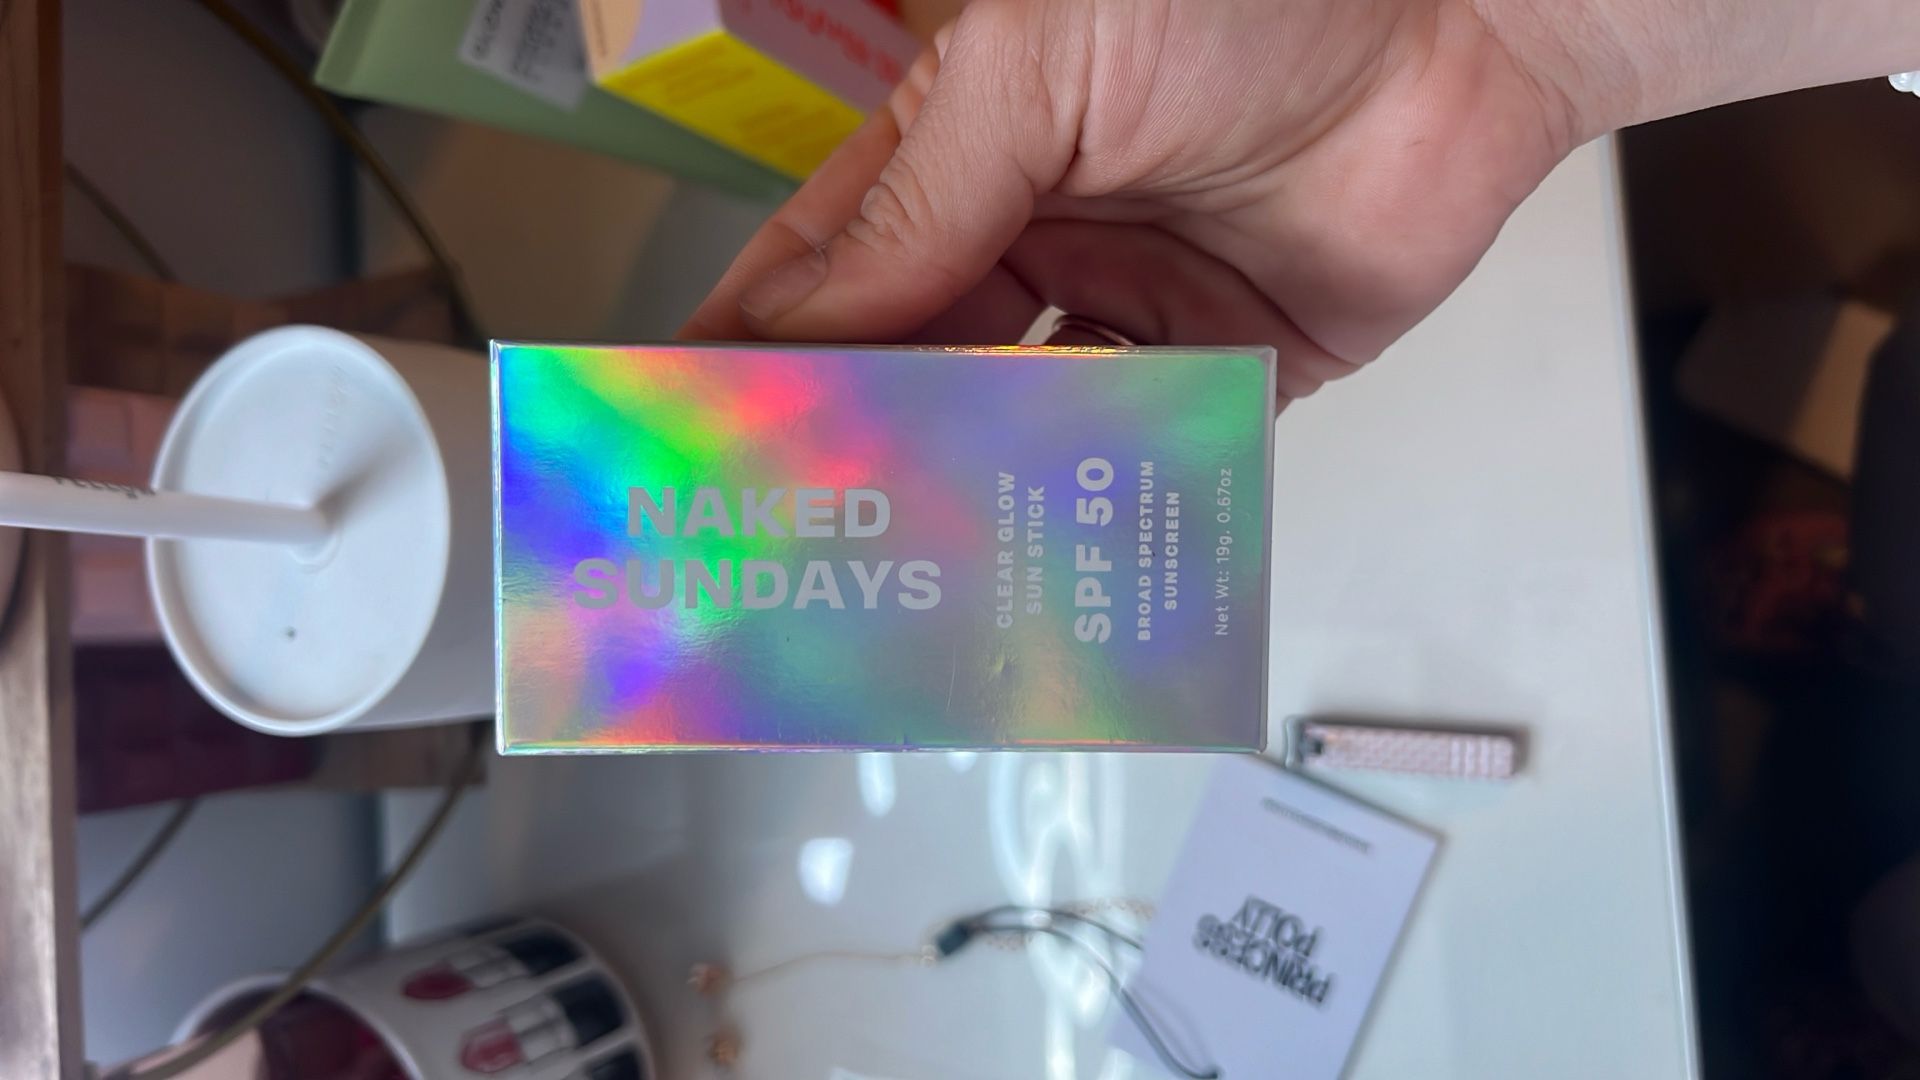 NAKED
SUNDAYS
CLEAR GLOW
SUN STICK
SPF 50
BROAD SPECTRUM
SUNSCREEN
Net Wt: 19g, 0.67oz
PRINCESS
POLLY